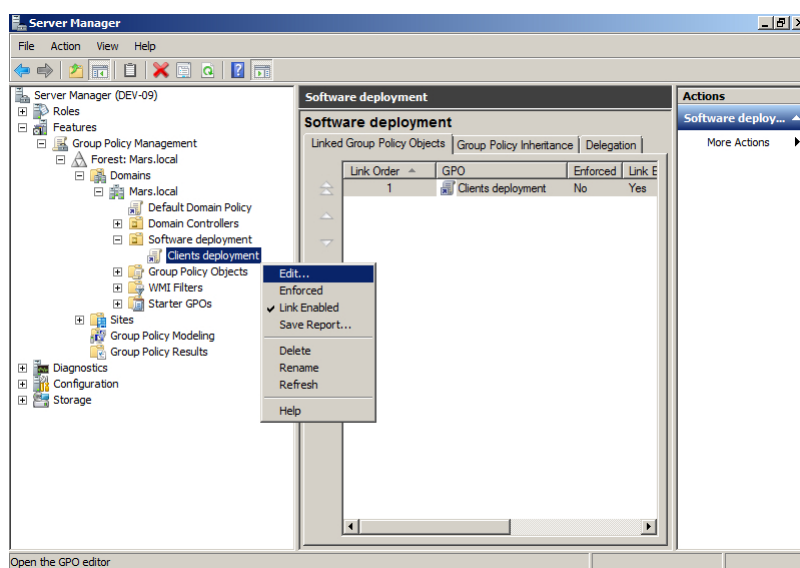 Server Manager
File Action View Help
Server Manager (DEV-09)
Roles
Features
Group Policy Management
Forest: Mars.local
Domains
Mars.local
Default Domain Policy
Domain Controllers
Software deployment
Clients deployment
Group Policy Objects
WMI Filters
Starter GPOs
Sites
Group Policy Modeling
Group Policy Results
Diagnostics
Configuration
Storage
Edit...
Enforced
Link Enabled
Save Report...
Delete
Rename
Refresh
Help
Software deployment
Software deployment
Linked Group Policy Objects Group Policy Inheritance Delegation
Link Order GPO Enforced Link E
1 Clients deployment No Yes
Actions
Software deploy...
More Actions
Open the GPO editor